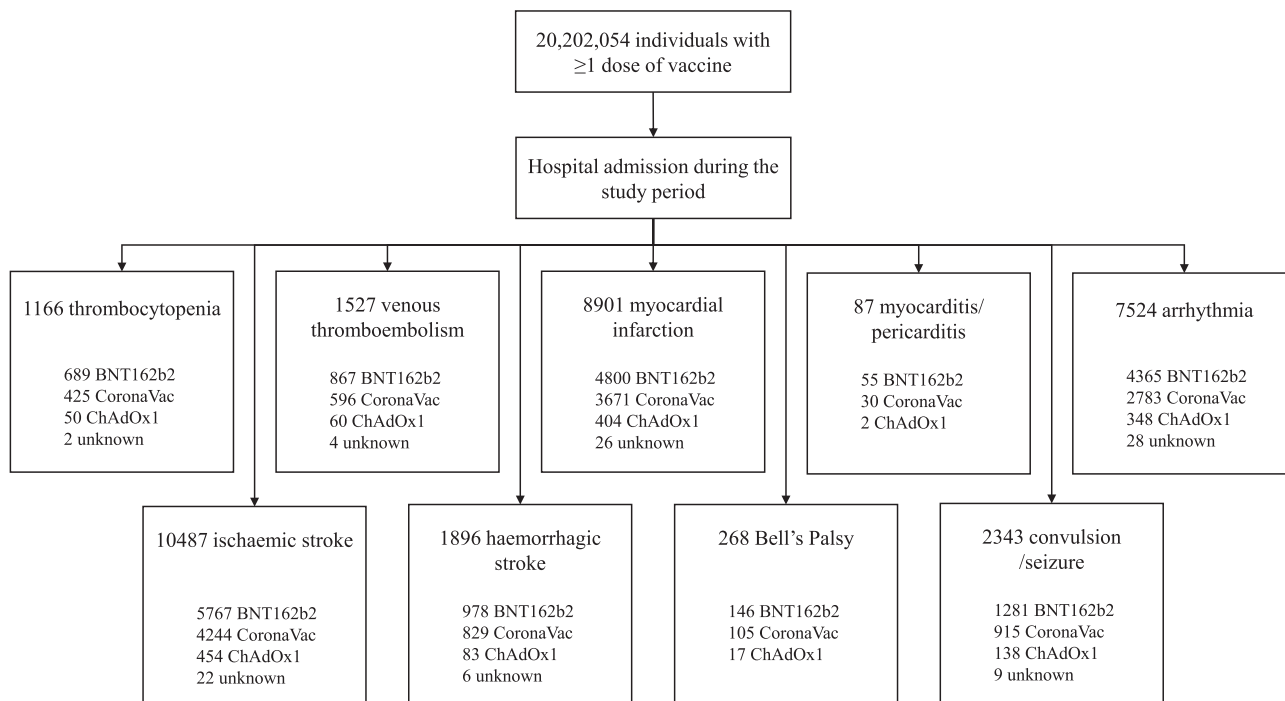 20,202,054 individuals with
≥1 dose of vaccine
Hospital admission during the
study period
1166 thrombocytopenia
689 BNT162b2
425 CoronaVac
50 ChAdOx1
2 unknown
1527 venous
thromboembolism
867 BNT162b2
596 CoronaVac
60 ChAdOx1
4 unknown
8901 myocardial
infarction
4800 BNT162b2
3671 CoronaVac
404 ChAdOx1
26 unknown
87 myocarditis/
pericarditis
55 BNT162b2
30 CoronaVac
2 ChAdOx1
7524 arrhythmia
4365 BNT162b2
2783 CoronaVac
348 ChAdOx1
28 unknown
10487 ischaemic stroke
5767 BNT162b2
4244 CoronaVac
454 ChAdOx1
22 unknown
1896 haemorrhagic
stroke
978 BNT162b2
829 CoronaVac
83 ChAdOx1
6 unknown
268 Bell’s Palsy
146 BNT162b2
105 CoronaVac
17 ChAdOx1
2343 convulsion
/seizure
1281 BNT162b2
915 CoronaVac
138 ChAdOx1
9 unknown